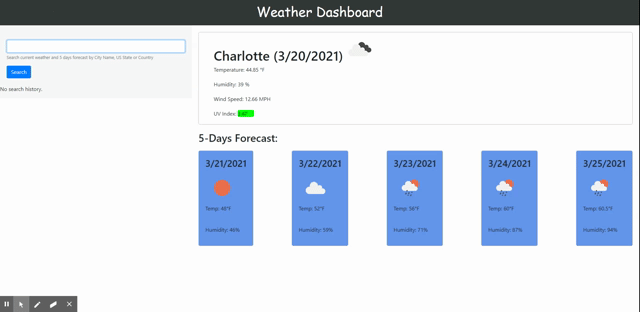 Weather Dashboard
Search current weather and 5 days forecast by City name, US State or Country
Search
No search history.
Charlotte (3/20/2021)
Temperature: 44.85 °F
Humidity: 39 %
Wind Speed: 12.66 MPH
UV Index:
5-Days Forecast:
3/21/2021
Temp: 48°F
Humidity: 46%
3/22/2021
Temp: 52°F
Humidity: 59%
3/23/2021
Temp: 56°F
Humidity: 71%
3/24/2021
Temp: 60°F
Humidity: 87%
3/25/2021
Temp: 60.5°F
Humidity: 94%